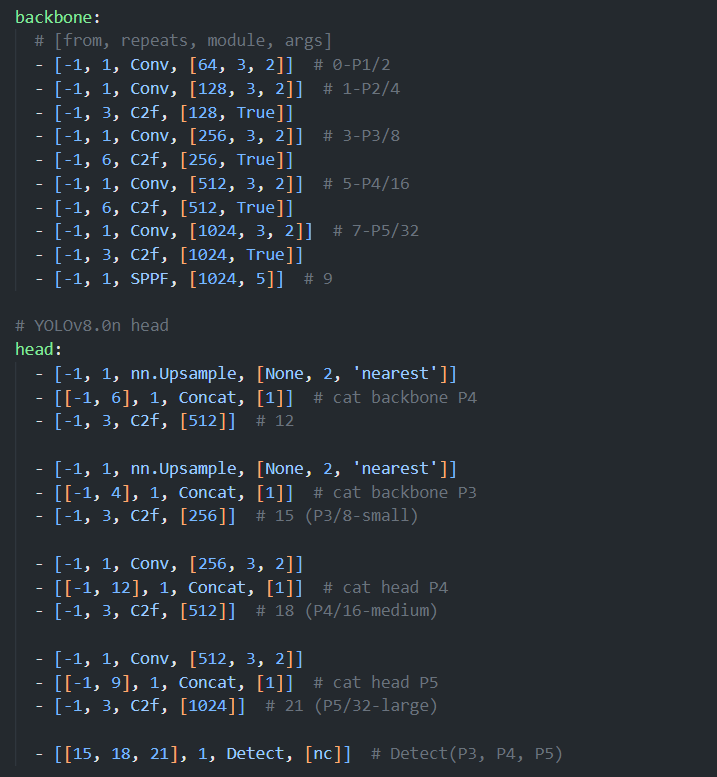 backbone:
  # [from, repeats, module, args]
  - [-1, 1, Conv, [64, 3, 2]]  # 0-P1/2
  - [-1, 1, Conv, [128, 3, 2]]  # 1-P2/4
  - [-1, 3, C2f, [128, True]]
  - [-1, 1, Conv, [256, 3, 2]]  # 3-P3/8
  - [-1, 6, C2f, [256, True]]
  - [-1, 1, Conv, [512, 3, 2]]  # 5-P4/16
  - [-1, 6, C2f, [512, True]]
  - [-1, 1, Conv, [1024, 3, 2]]  # 7-P5/32
  - [-1, 3, C2f, [1024, True]]
  - [-1, 1, SPPF, [1024, 5]]  # 9

# YOLOv8.0n head
head:
  - [-1, 1, nn.Upsample, [None, 2, 'nearest']]
  - [[-1, 6], 1, Concat, [1]]  # cat backbone P4
  - [-1, 3, C2f, [512]]  # 12

  - [-1, 1, nn.Upsample, [None, 2, 'nearest']]
  - [[-1, 4], 1, Concat, [1]]  # cat backbone P3
  - [-1, 3, C2f, [256]]  # 15 (P3/8-small)

  - [-1, 1, Conv, [256, 3, 2]]
  - [[-1, 12], 1, Concat, [1]]  # cat head P4
  - [-1, 3, C2f, [512]]  # 18 (P4/16-medium)

  - [-1, 1, Conv, [512, 3, 2]]
  - [[-1, 9], 1, Concat, [1]]  # cat head P5
  - [-1, 3, C2f, [1024]]  # 21 (P5/32-large)

  - [[15, 18, 21], 1, Detect, [nc]]  # Detect(P3, P4, P5)